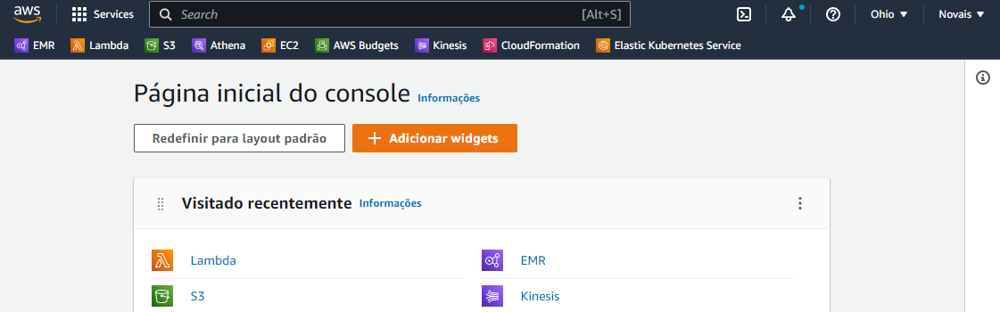 aws Services Search [Alt+S] Ohio Novais
EMR Lambda S3 Athena EC2 AWS Budgets Kinesis CloudFormation Elastic Kubernetes Service
Página inicial do console Informações
Redefinir para layout padrão Adicionar widgets
Visitado recentemente Informações
Lambda EMR
S3 Kinesis